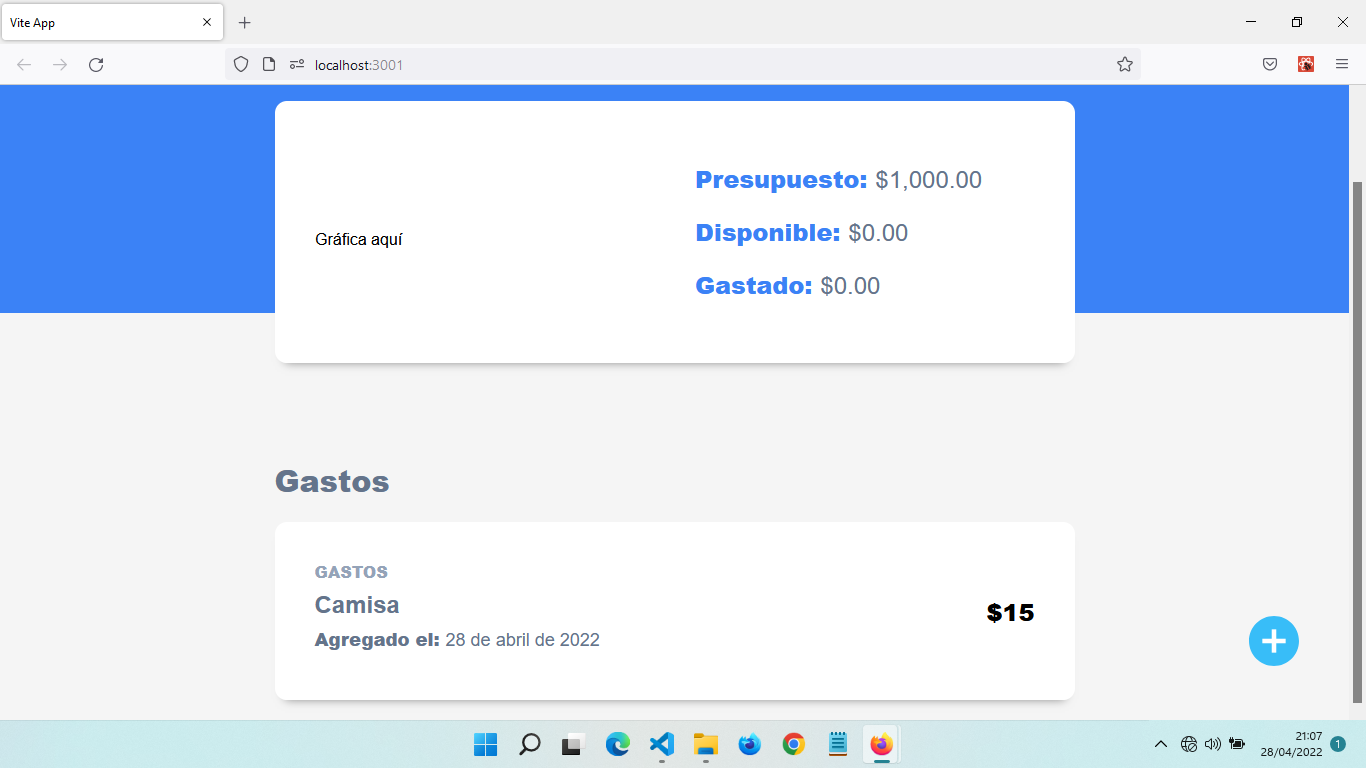 Vite App
localhost:3001
Gráfica aquí
Presupuesto: $1,000.00
Disponible: $0.00
Gastado: $0.00
Gastos
GASTOS
Camisa
Agregado el: 28 de abril de 2022
$15
21:07
28/04/2022
1